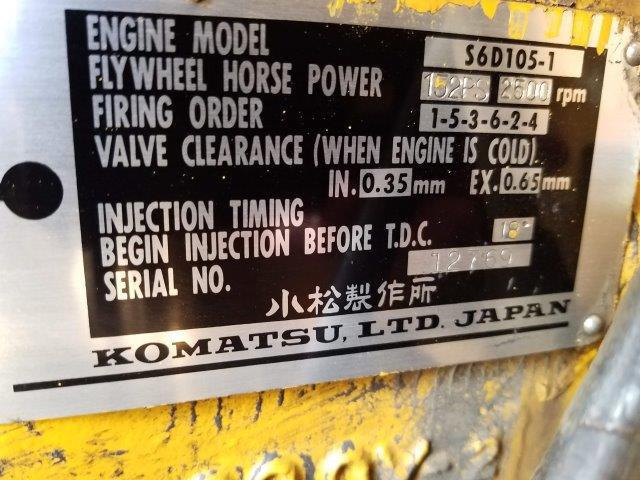 ENGINE MODEL S6D105-1
FLYWHEEL HORSE POWER 152PS 2500 rpm
FIRING ORDER 1-5-3-6-2-4
VALVE CLEARANCE (WHEN ENGINE IS COLD)
IN. 0.35 mm EX. 0.65 mm
INJECTION TIMING
BEGIN INJECTION BEFORE T.D.C. 18°
SERIAL NO. 12769
小松製作所
KOMATSU, LTD. JAPAN